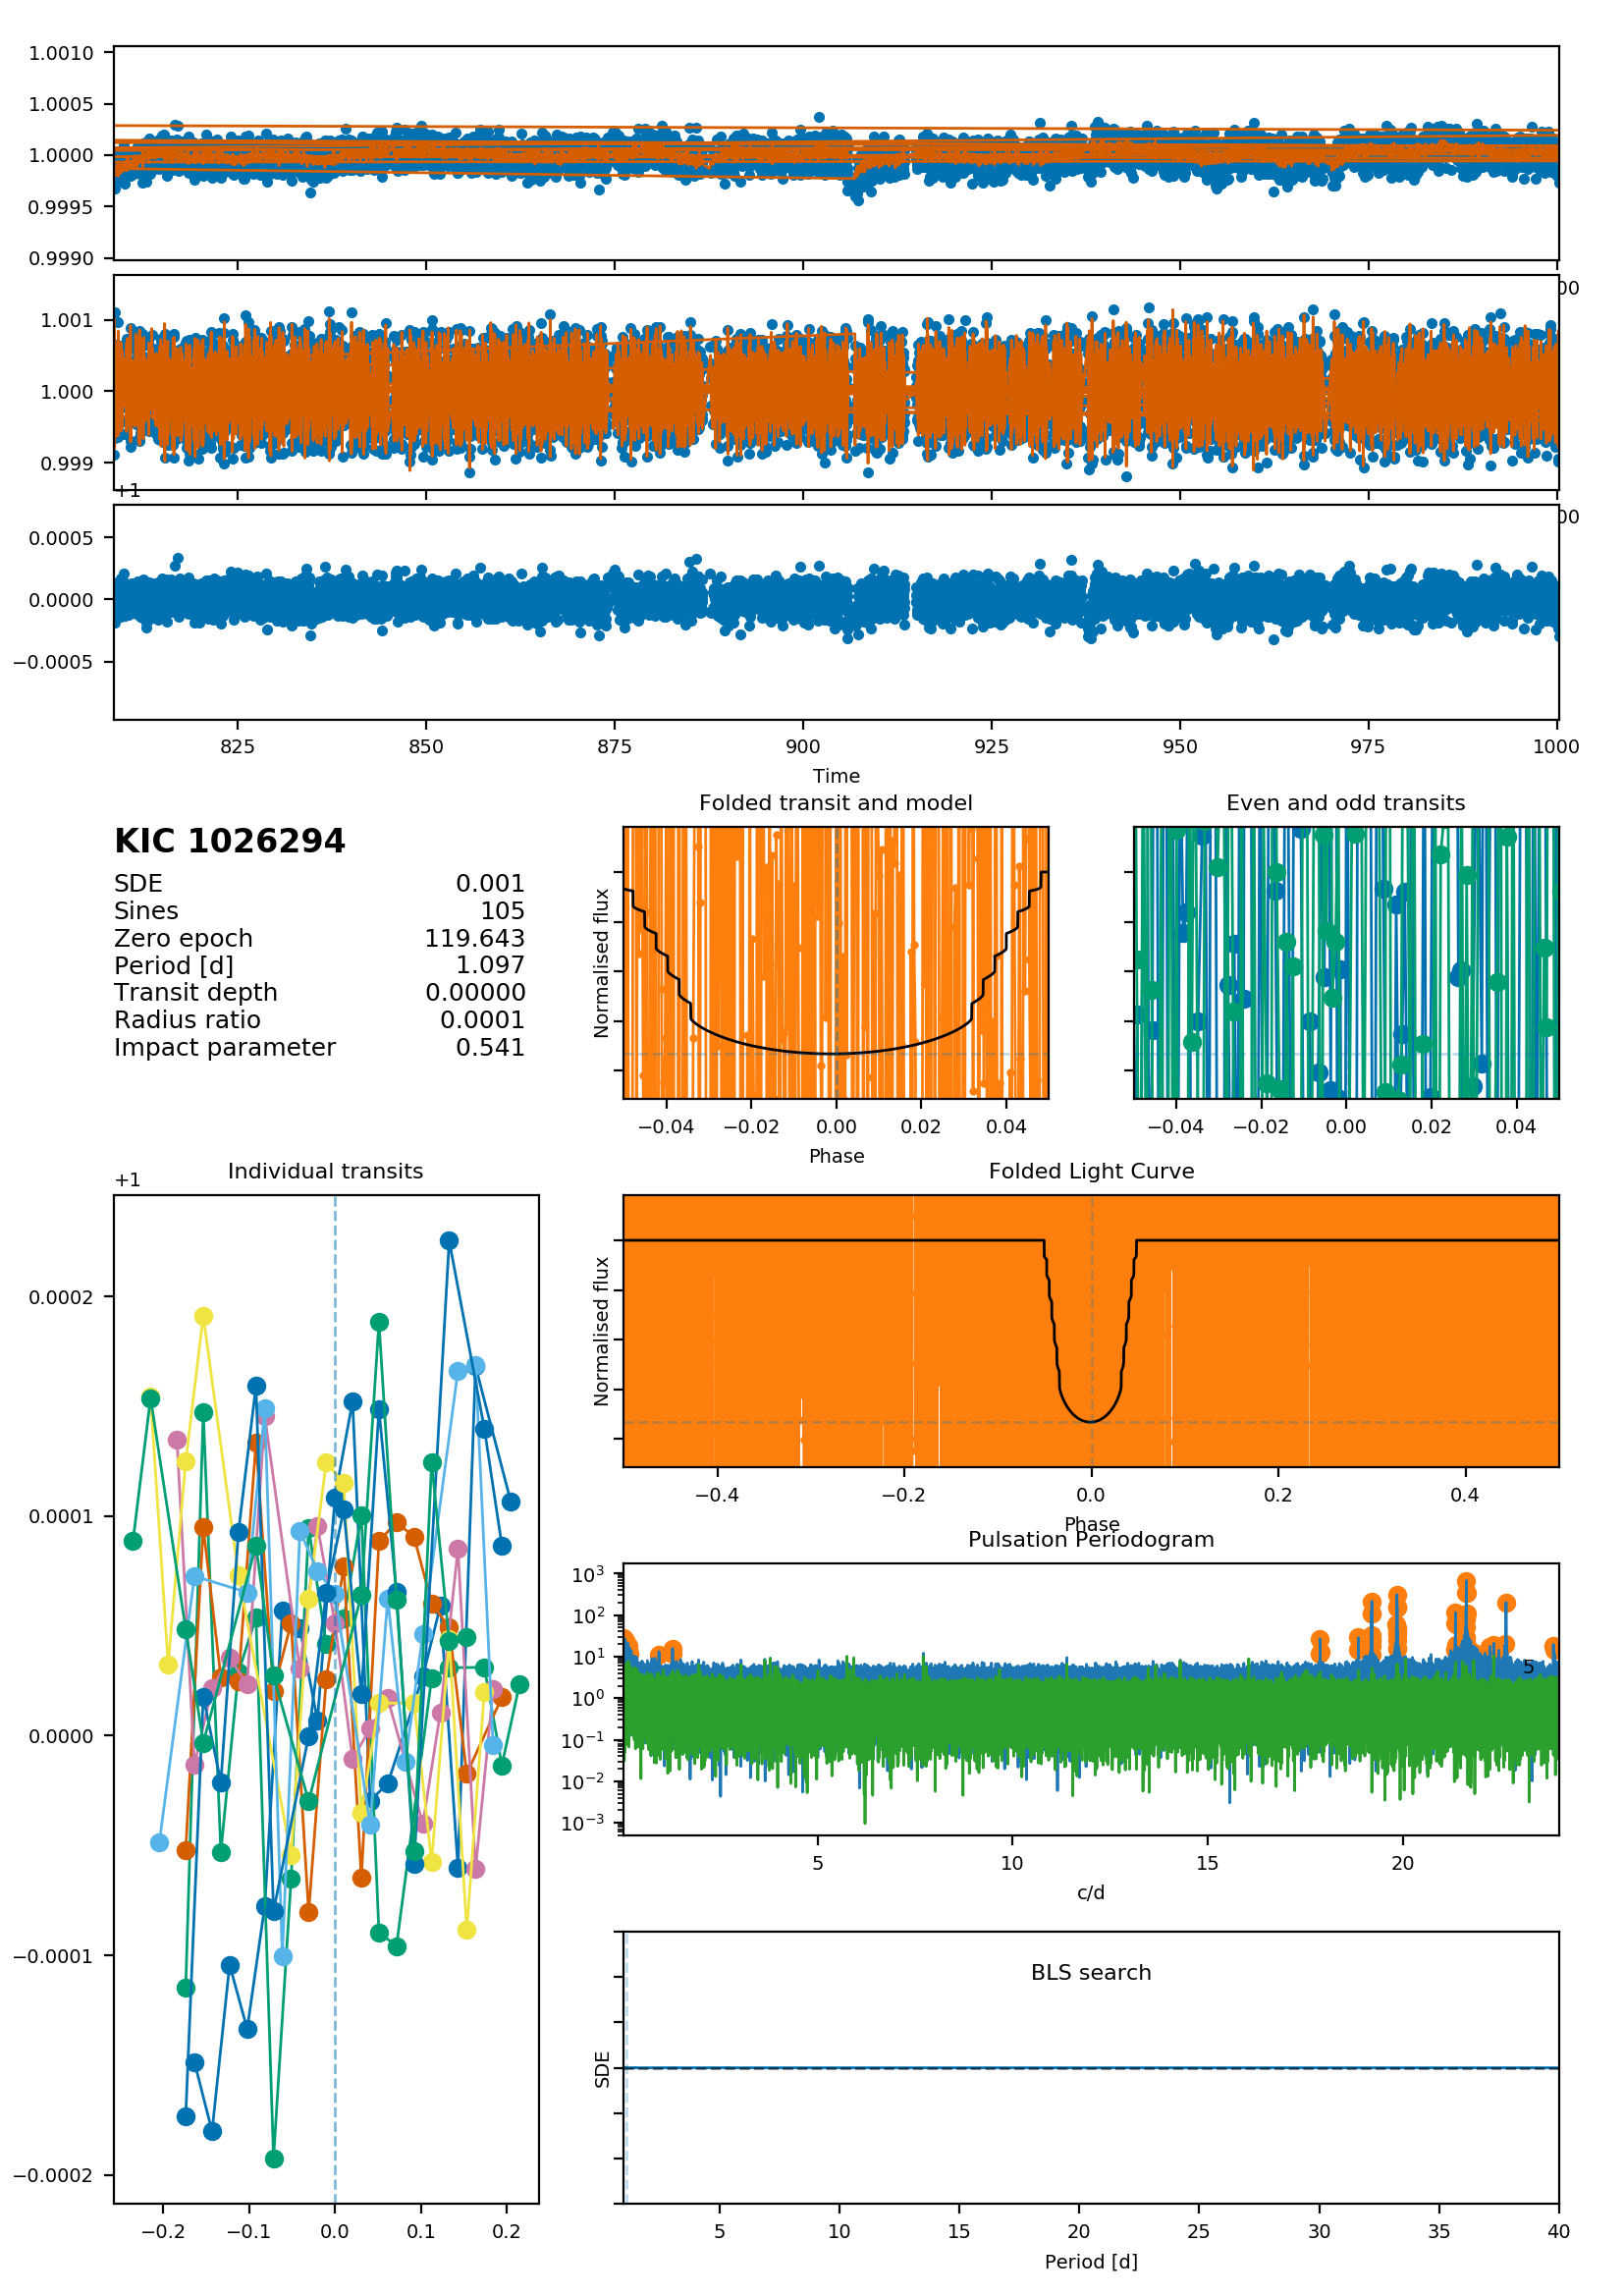 1.0010
1.0005
1.0000
0.9995
0.9990
00
1.001
1.000
0.999
+1
00
0.0005
0.0000
−0.0005
825 850 875 900 925 950 975 1000
Time
KIC 1026294
SDE 0.001
Sines 105
Zero epoch 119.643
Period [d] 1.097
Transit depth 0.00000
Radius ratio 0.0001
Impact parameter 0.541
Folded transit and model
Normalised flux
−0.04 −0.02 0.00 0.02 0.04
Phase
Even and odd transits
−0.04 −0.02 0.00 0.02 0.04
Individual transits
+1
0.0002
0.0001
0.0000
−0.0001
−0.0002
−0.2 −0.1 0.0 0.1 0.2
Folded Light Curve
Normalised flux
−0.4 −0.2 0.0 0.2 0.4
Phase
Pulsation Periodogram
10³
10²
10¹
10⁰
10⁻¹
10⁻²
10⁻³
5
5 10 15 20
c/d
BLS search
SDE
5 10 15 20 25 30 35 40
Period [d]